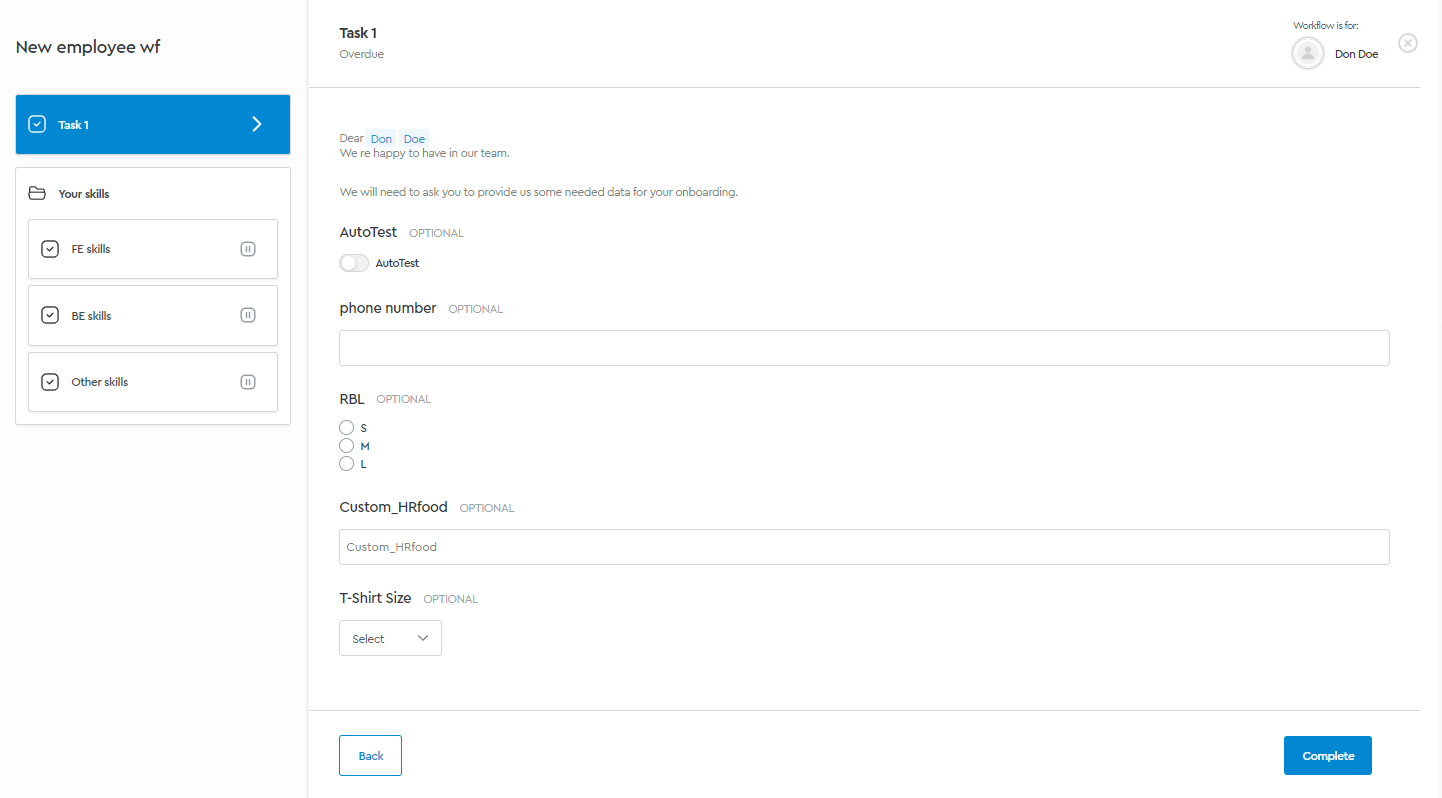 New employee wf
Task 1
Your skills
FE skills
BE skills
Other skills
Task 1
Overdue
Workflow is for:
Don Doe
Dear Don Doe
We re happy to have in our team.
We will need to ask you to provide us some needed data for your onboarding.
AutoTest OPTIONAL
AutoTest
phone number OPTIONAL
RBL OPTIONAL
S
M
L
Custom_HRfood OPTIONAL
Custom_HRfood
T-Shirt Size OPTIONAL
Select
Back
Complete